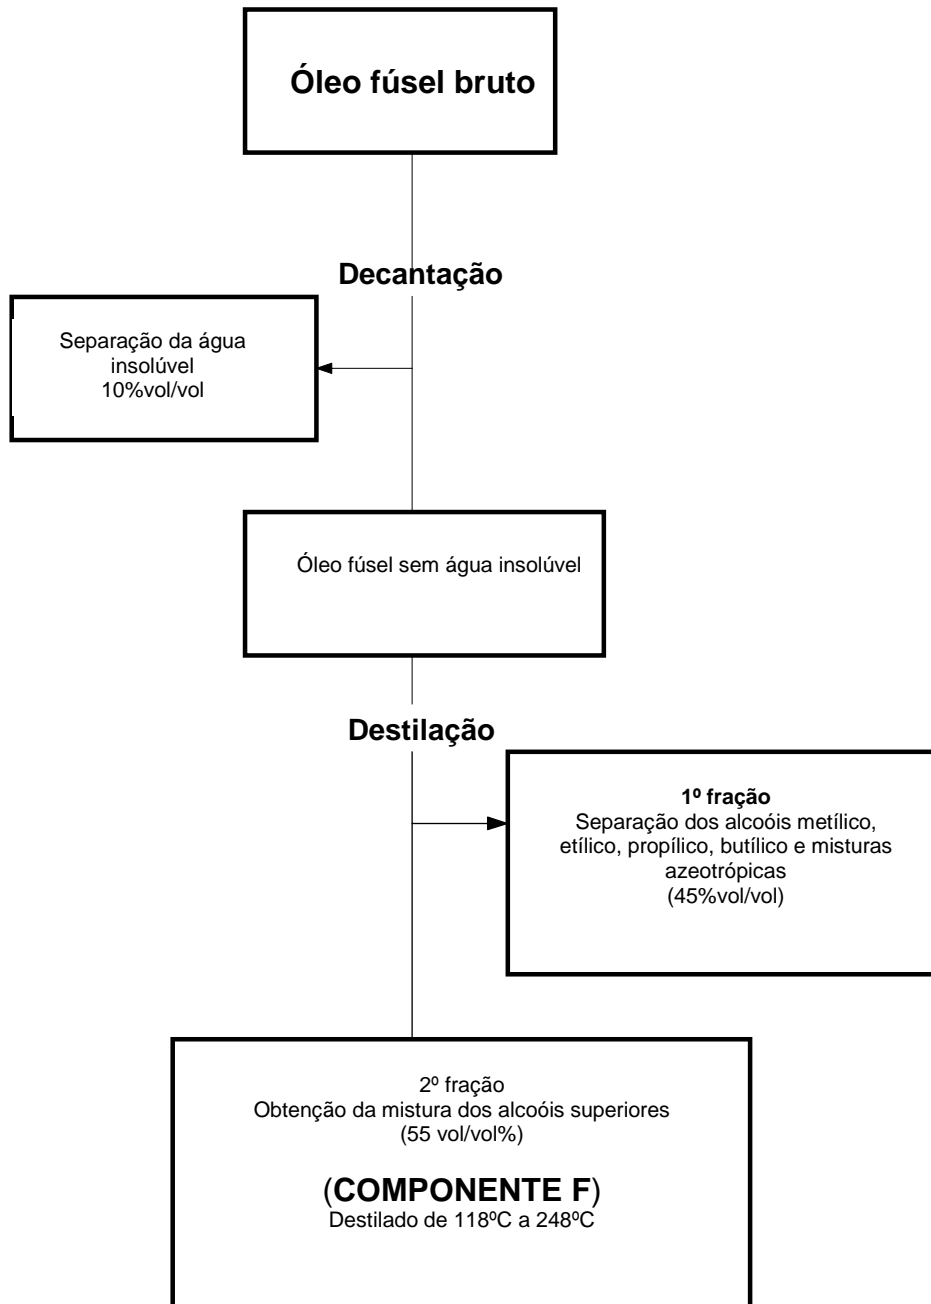 Óleo fúsel bruto
Decantação
Separação da água
insolúvel
10%vol/vol
Óleo fúsel sem água insolúvel
Destilação
1º fração
Separação dos alcoóis metílico,
etílico, propílico, butílico e misturas
azeotrópicas
(45%vol/vol)
2º fração
Obtenção da mistura dos alcoóis superiores
(55 vol/vol%)
(COMPONENTE F)
Destilado de 118ºC a 248ºC